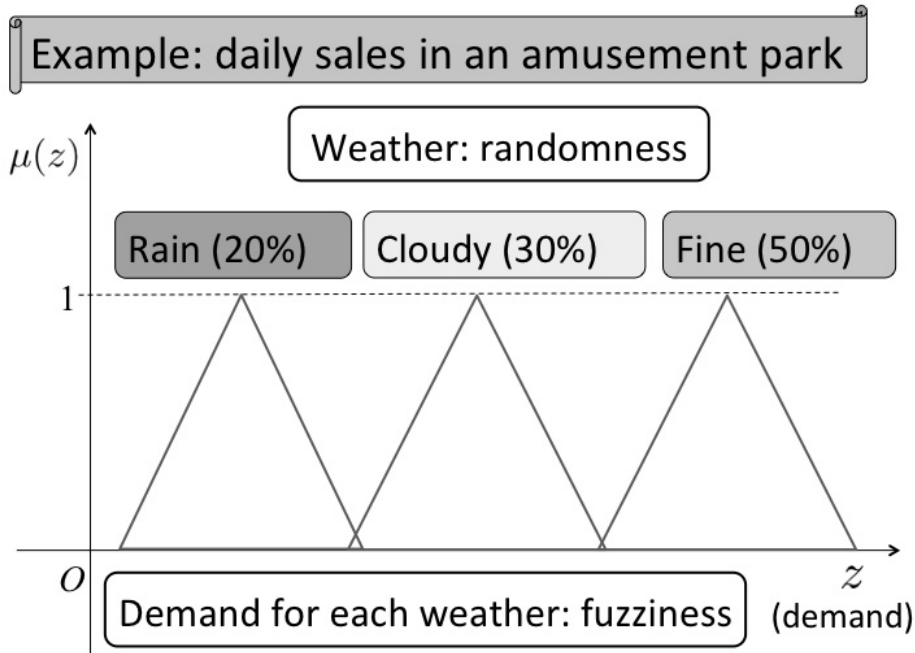 Example: daily sales in an amusement park
Weather: randomness
μ(z)
Rain (20%)
Cloudy (30%)
Fine (50%)
1
O
z
(demand)
Demand for each weather: fuzziness